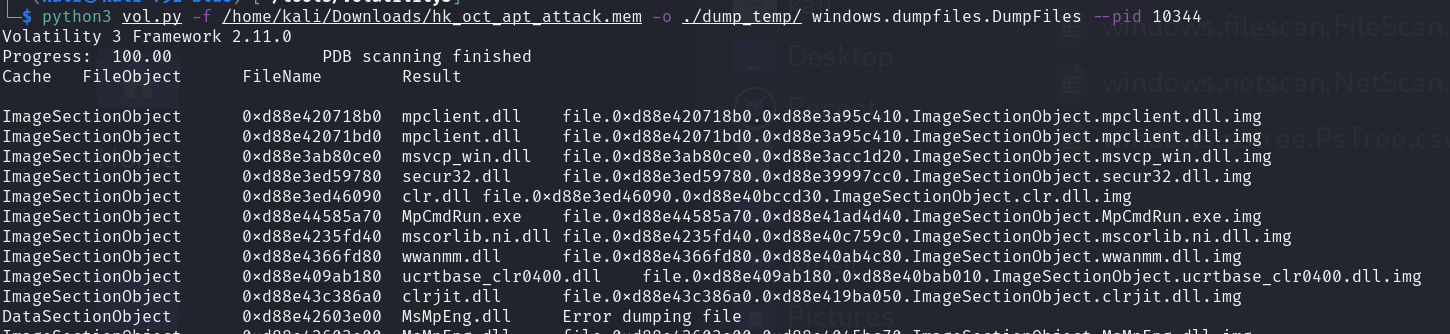 └─$ python3 vol.py -f /home/kali/Downloads/hk_oct_apt_attack.mem -o ./dump_temp/ windows.dumpfiles.DumpFiles --pid 10344
Volatility 3 Framework 2.11.0
Progress: 100.00 PDB scanning finished
Cache FileObject FileName Result
ImageSectionObject 0×d88e420718b0 mpclient.dll file.0×d88e420718b0.0×d88e3a95c410.ImageSectionObject.mpclient.dll.img
ImageSectionObject 0×d88e42071bd0 mpclient.dll file.0×d88e42071bd0.0×d88e3a95c410.ImageSectionObject.mpclient.dll.img
ImageSectionObject 0×d88e3ab80ce0 msvcp_win.dll file.0×d88e3ab80ce0.0×d88e3acc1d20.ImageSectionObject.msvcp_win.dll.img
ImageSectionObject 0×d88e3ed59780 secur32.dll file.0×d88e3ed59780.0×d88e39997cc0.ImageSectionObject.secur32.dll.img
ImageSectionObject 0×d88e3ed46090 clr.dll file.0×d88e3ed46090.0×d88e40bccd30.ImageSectionObject.clr.dll.img
ImageSectionObject 0×d88e44585a70 MpCmdRun.exe file.0×d88e44585a70.0×d88e41ad4d40.ImageSectionObject.MpCmdRun.exe.img
ImageSectionObject 0×d88e4235fd40 mscorlib.ni.dll file.0×d88e4235fd40.0×d88e40c759c0.ImageSectionObject.mscorlib.ni.dll.img
ImageSectionObject 0×d88e4366fd80 wwanmm.dll file.0×d88e4366fd80.0×d88e40ab4c80.ImageSectionObject.wwanmm.dll.img
ImageSectionObject 0×d88e409ab180 ucrtbase_clr0400.dll file.0×d88e409ab180.0×d88e40bab010.ImageSectionObject.ucrtbase_clr0400.dll.img
ImageSectionObject 0×d88e43c386a0 clrjit.dll file.0×d88e43c386a0.0×d88e419ba050.ImageSectionObject.clrjit.dll.img
DataSectionObject 0×d88e42603e00 MsMpEng.dll Error dumping file
windows.filescan.FileScan
Desktop
windows.netscan.NetScan
Recent
ree.PsTree.csv
Pictures